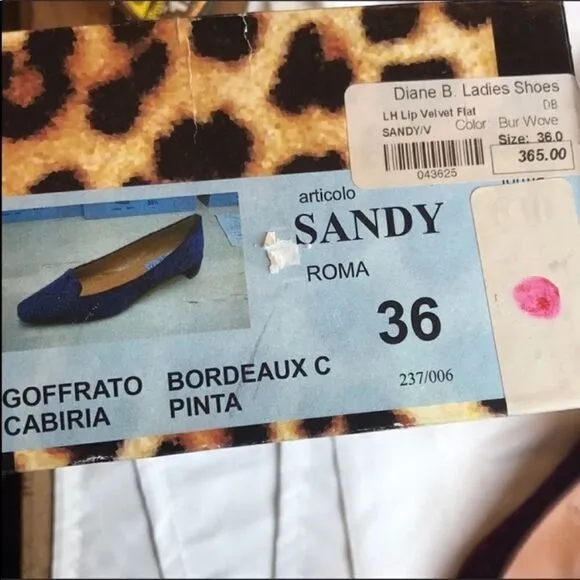 Diane B. Ladies Shoes
LH Lip Velvet Flat DB
SANDY/V Color: Bur Wove
Size: 36.0
043625 365.00
articolo
SANDY
ROMA
36
GOFFRATO BORDEAUX C 237/006
CABIRIA PINTA